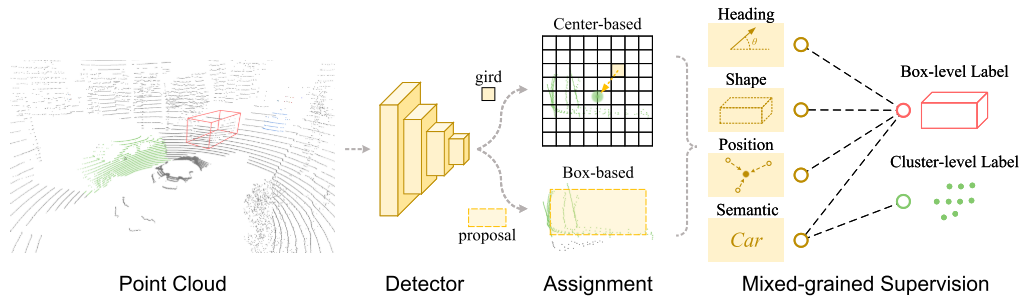 Center-based
gird
Box-based
proposal
Heading
θ
Shape
Position
Semantic
Car
Box-level Label
Cluster-level Label
Point Cloud
Detector
Assignment
Mixed-grained Supervision